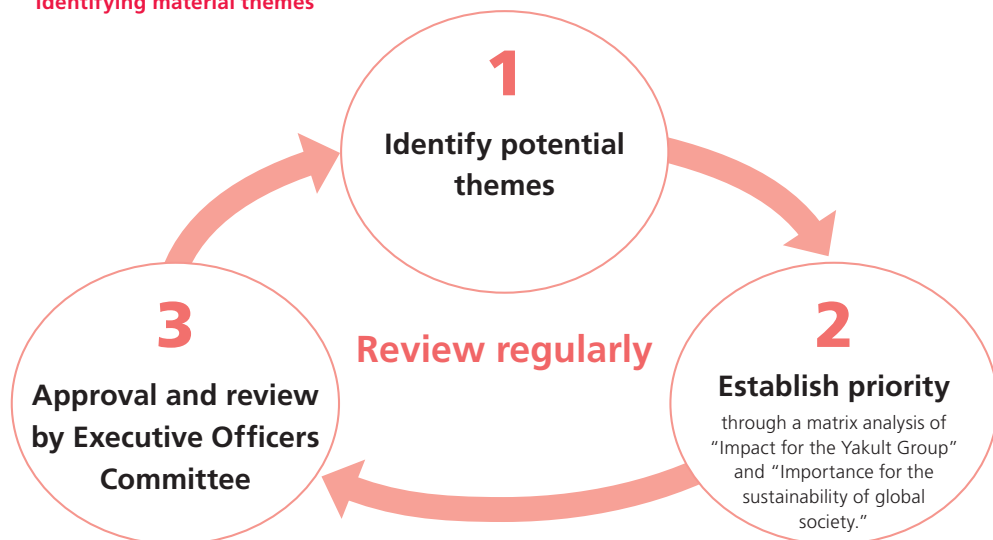 Identifying material themes
1
Identify potential
themes
2
Establish priority
through a matrix analysis of
“Impact for the Yakult Group”
and “Importance for the
sustainability of global
society.”
3
Approval and review
by Executive Officers
Committee
Review regularly